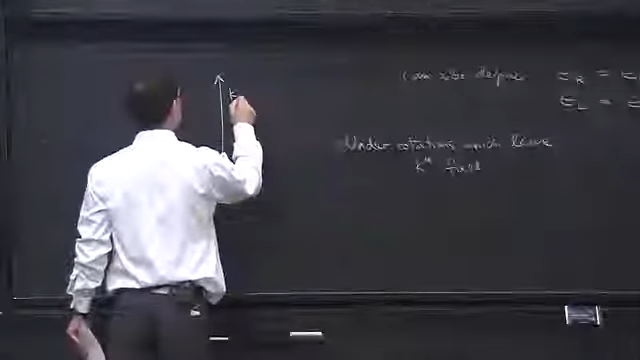 k
can also define ε_R = ε
ε_L = ε
Under rotations which leave
k^μ fixed